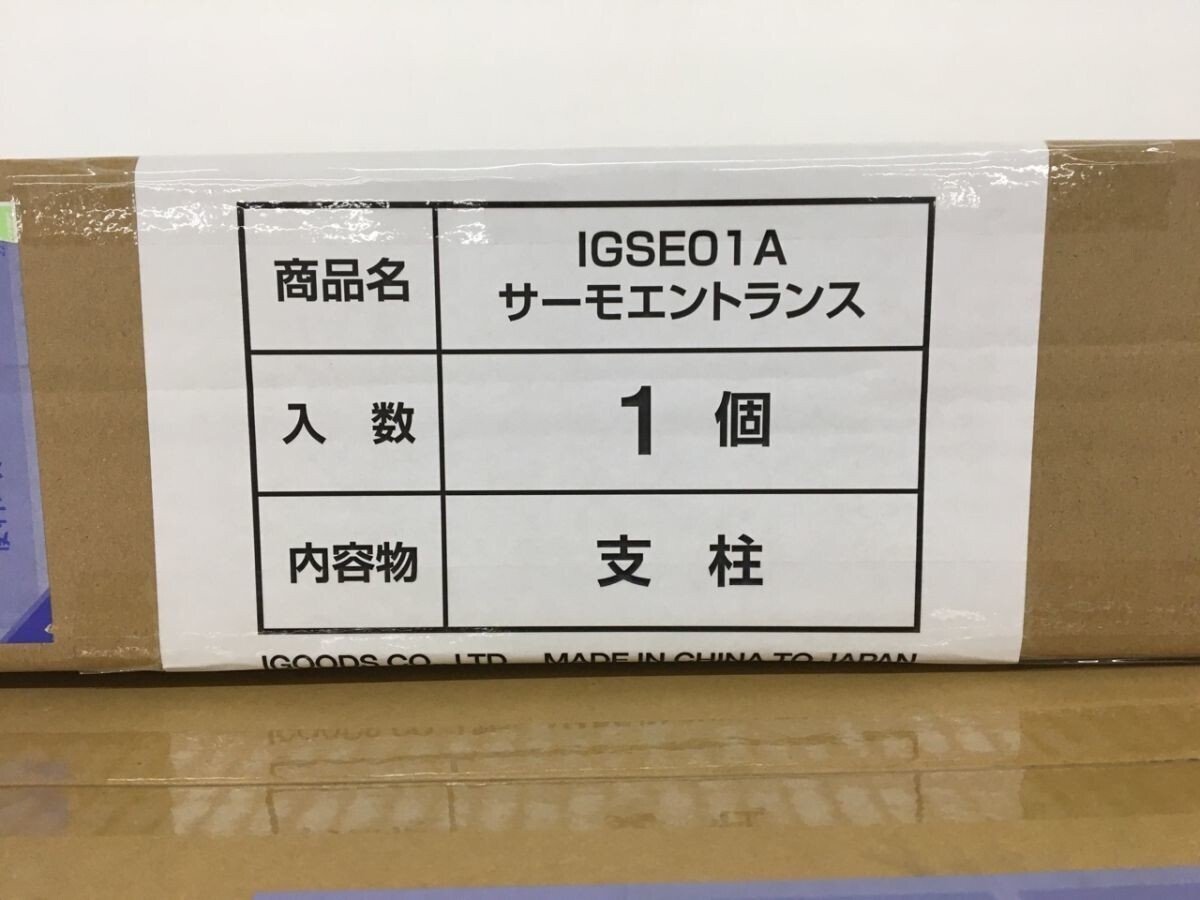 商品名
IGSE01A
サーモエントランス
入 数
1 個
内容物
支 柱
IGOODS CO., LTD. MADE IN CHINA TO JAPAN